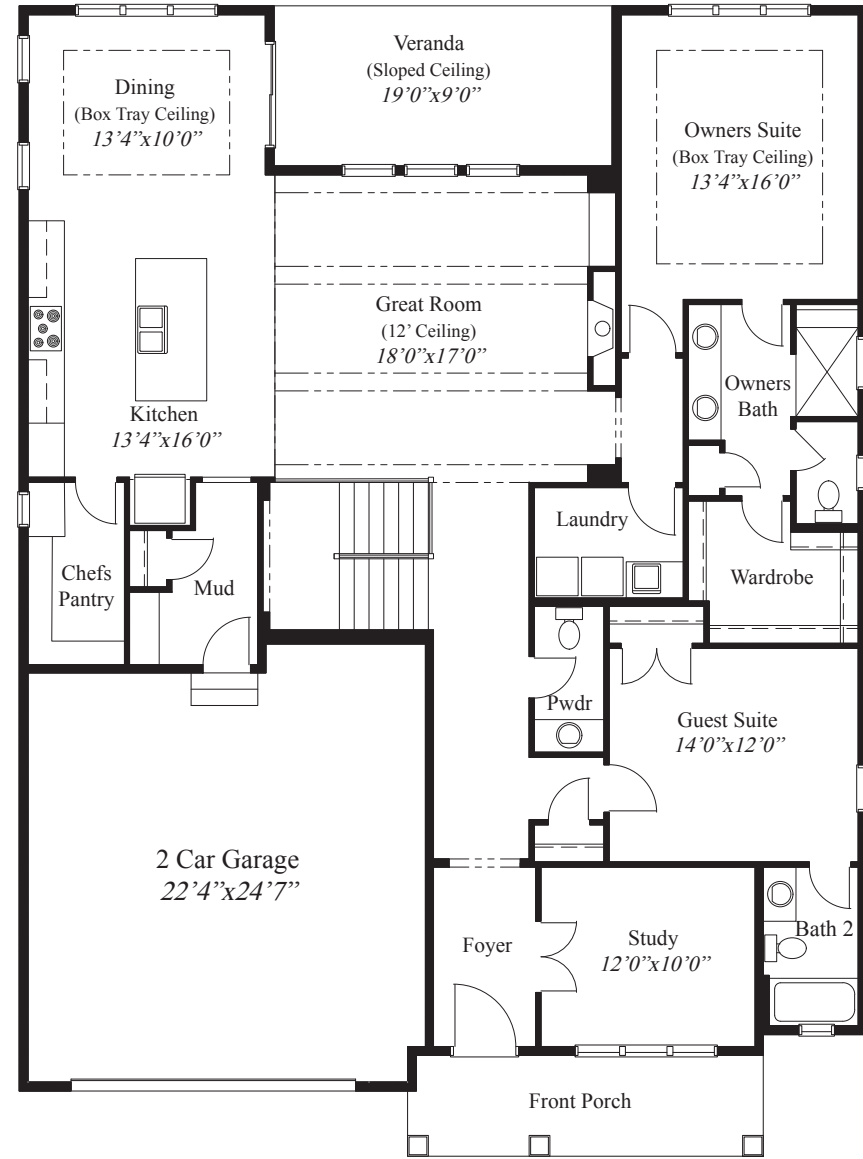 Veranda
(Sloped Ceiling)
19'0"x9'0"
Dining
(Box Tray Ceiling)
13'4"x10'0"
Owners Suite
(Box Tray Ceiling)
13'4"x16'0"
Great Room
(12' Ceiling)
18'0"x17'0"
Kitchen
13'4"x16'0"
Owners
Bath
Laundry
Chefs
Pantry
Mud
Wardrobe
Pwdr
Guest Suite
14'0"x12'0"
2 Car Garage
22'4"x24'7"
Foyer
Study
12'0"x10'0"
Bath 2
Front Porch